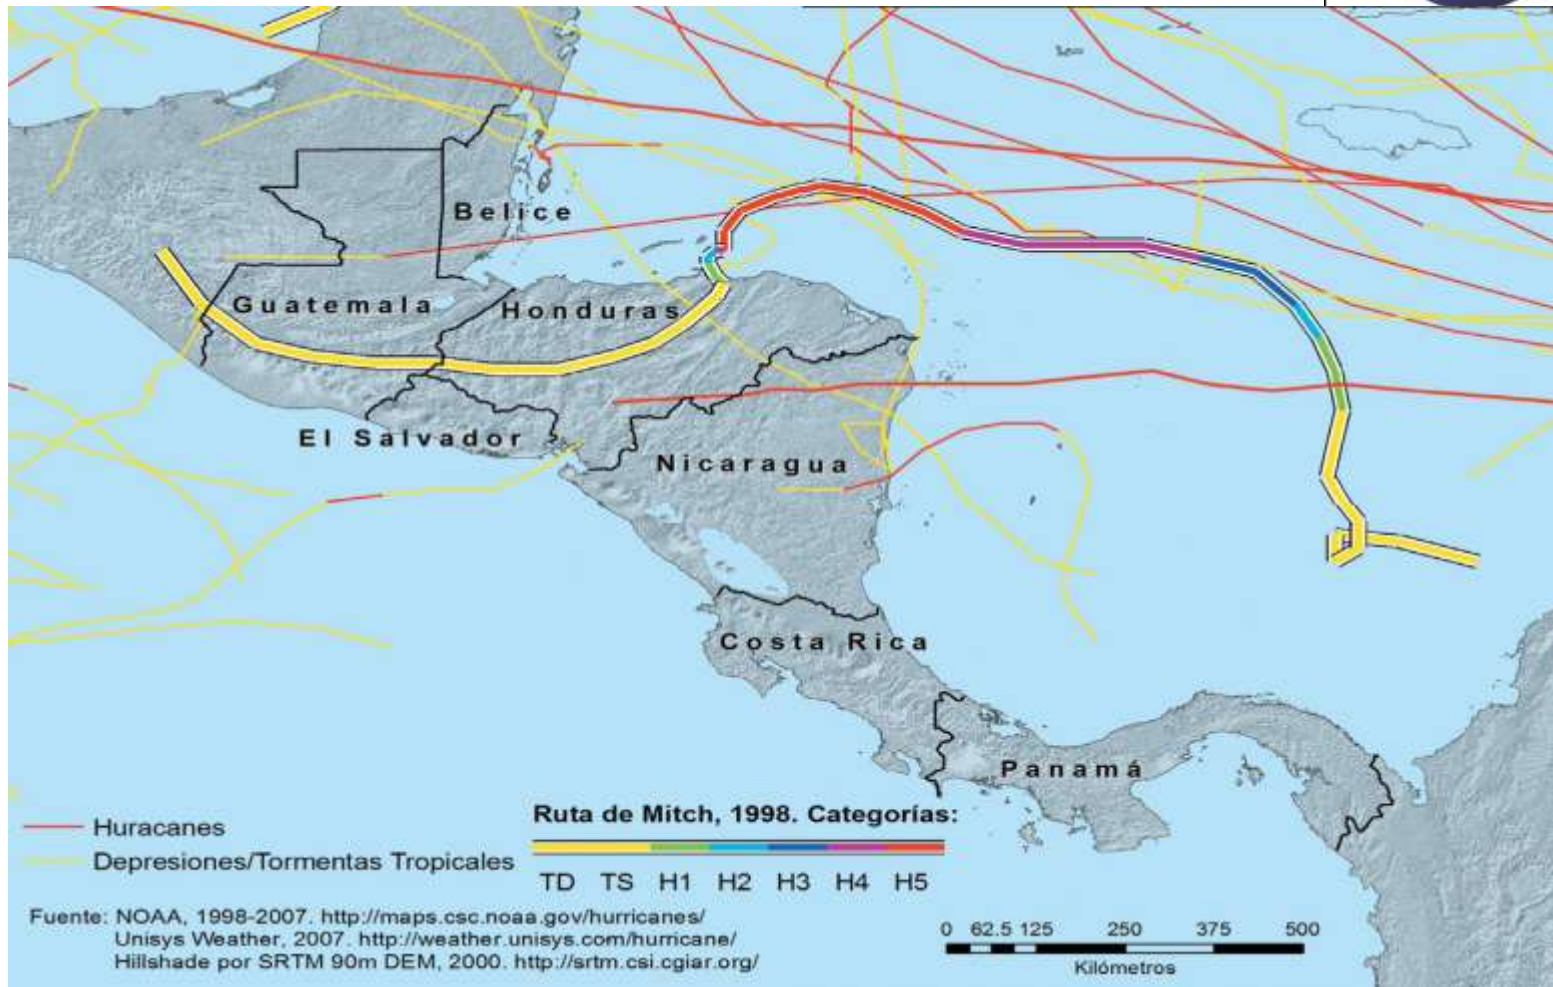 Belice
Guatemala
Honduras
El Salvador
Nicaragua
Costa Rica
Panamá
Huracanes
Depresiones/Tormentas Tropicales
Ruta de Mitch, 1998. Categorías:
TD TS H1 H2 H3 H4 H5
Fuente: NOAA, 1998-2007. http://maps.csc.noaa.gov/hurricanes/
Unisys Weather, 2007. http://weather.unisys.com/hurricane/
Hillshade por SRTM 90m DEM, 2000. http://srtm.csi.cgiar.org/
0 62.5 125 250 375 500
Kilómetros